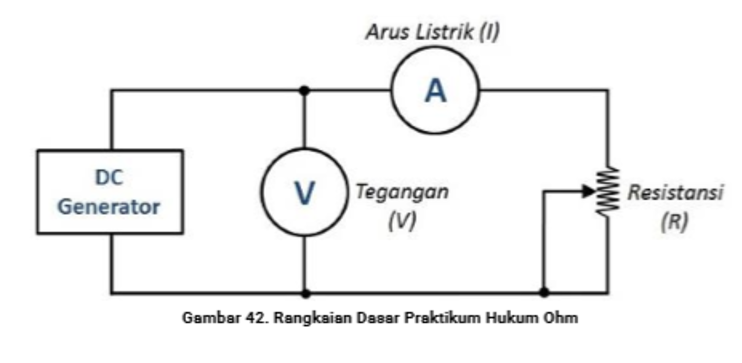 Arus Listrik (I)
A
DC
Generator
V
Tegangan
(V)
Resistansi
(R)
Gambar 42. Rangkaian Dasar Praktikum Hukum Ohm